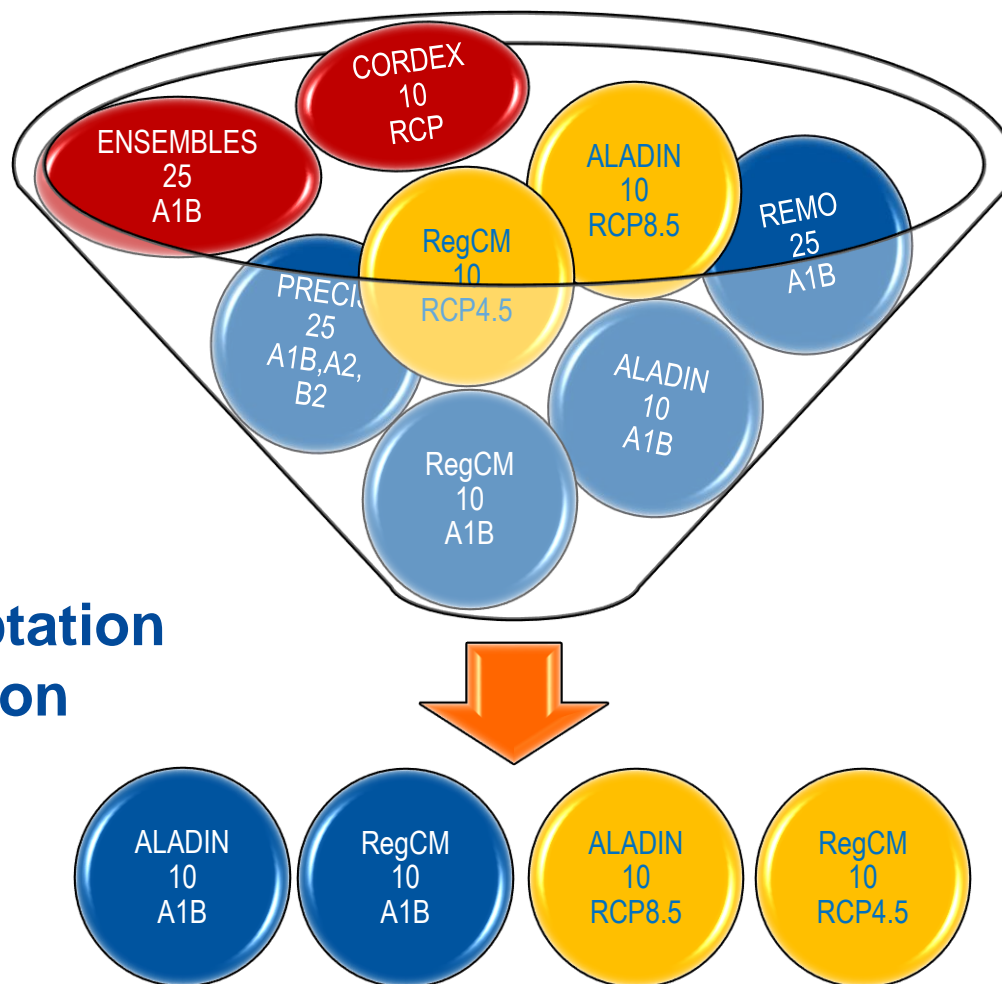 CORDEX
10
RCP
ENSEMBLES
25
A1B
ALADIN
10
RCP8.5
REMO
25
A1B
RegCM
10
RCP4.5
PRECIS
25
A1B,A2,
B2
ALADIN
10
A1B
RegCM
10
A1B
ptation
on
ALADIN
10
A1B
RegCM
10
A1B
ALADIN
10
RCP8.5
RegCM
10
RCP4.5